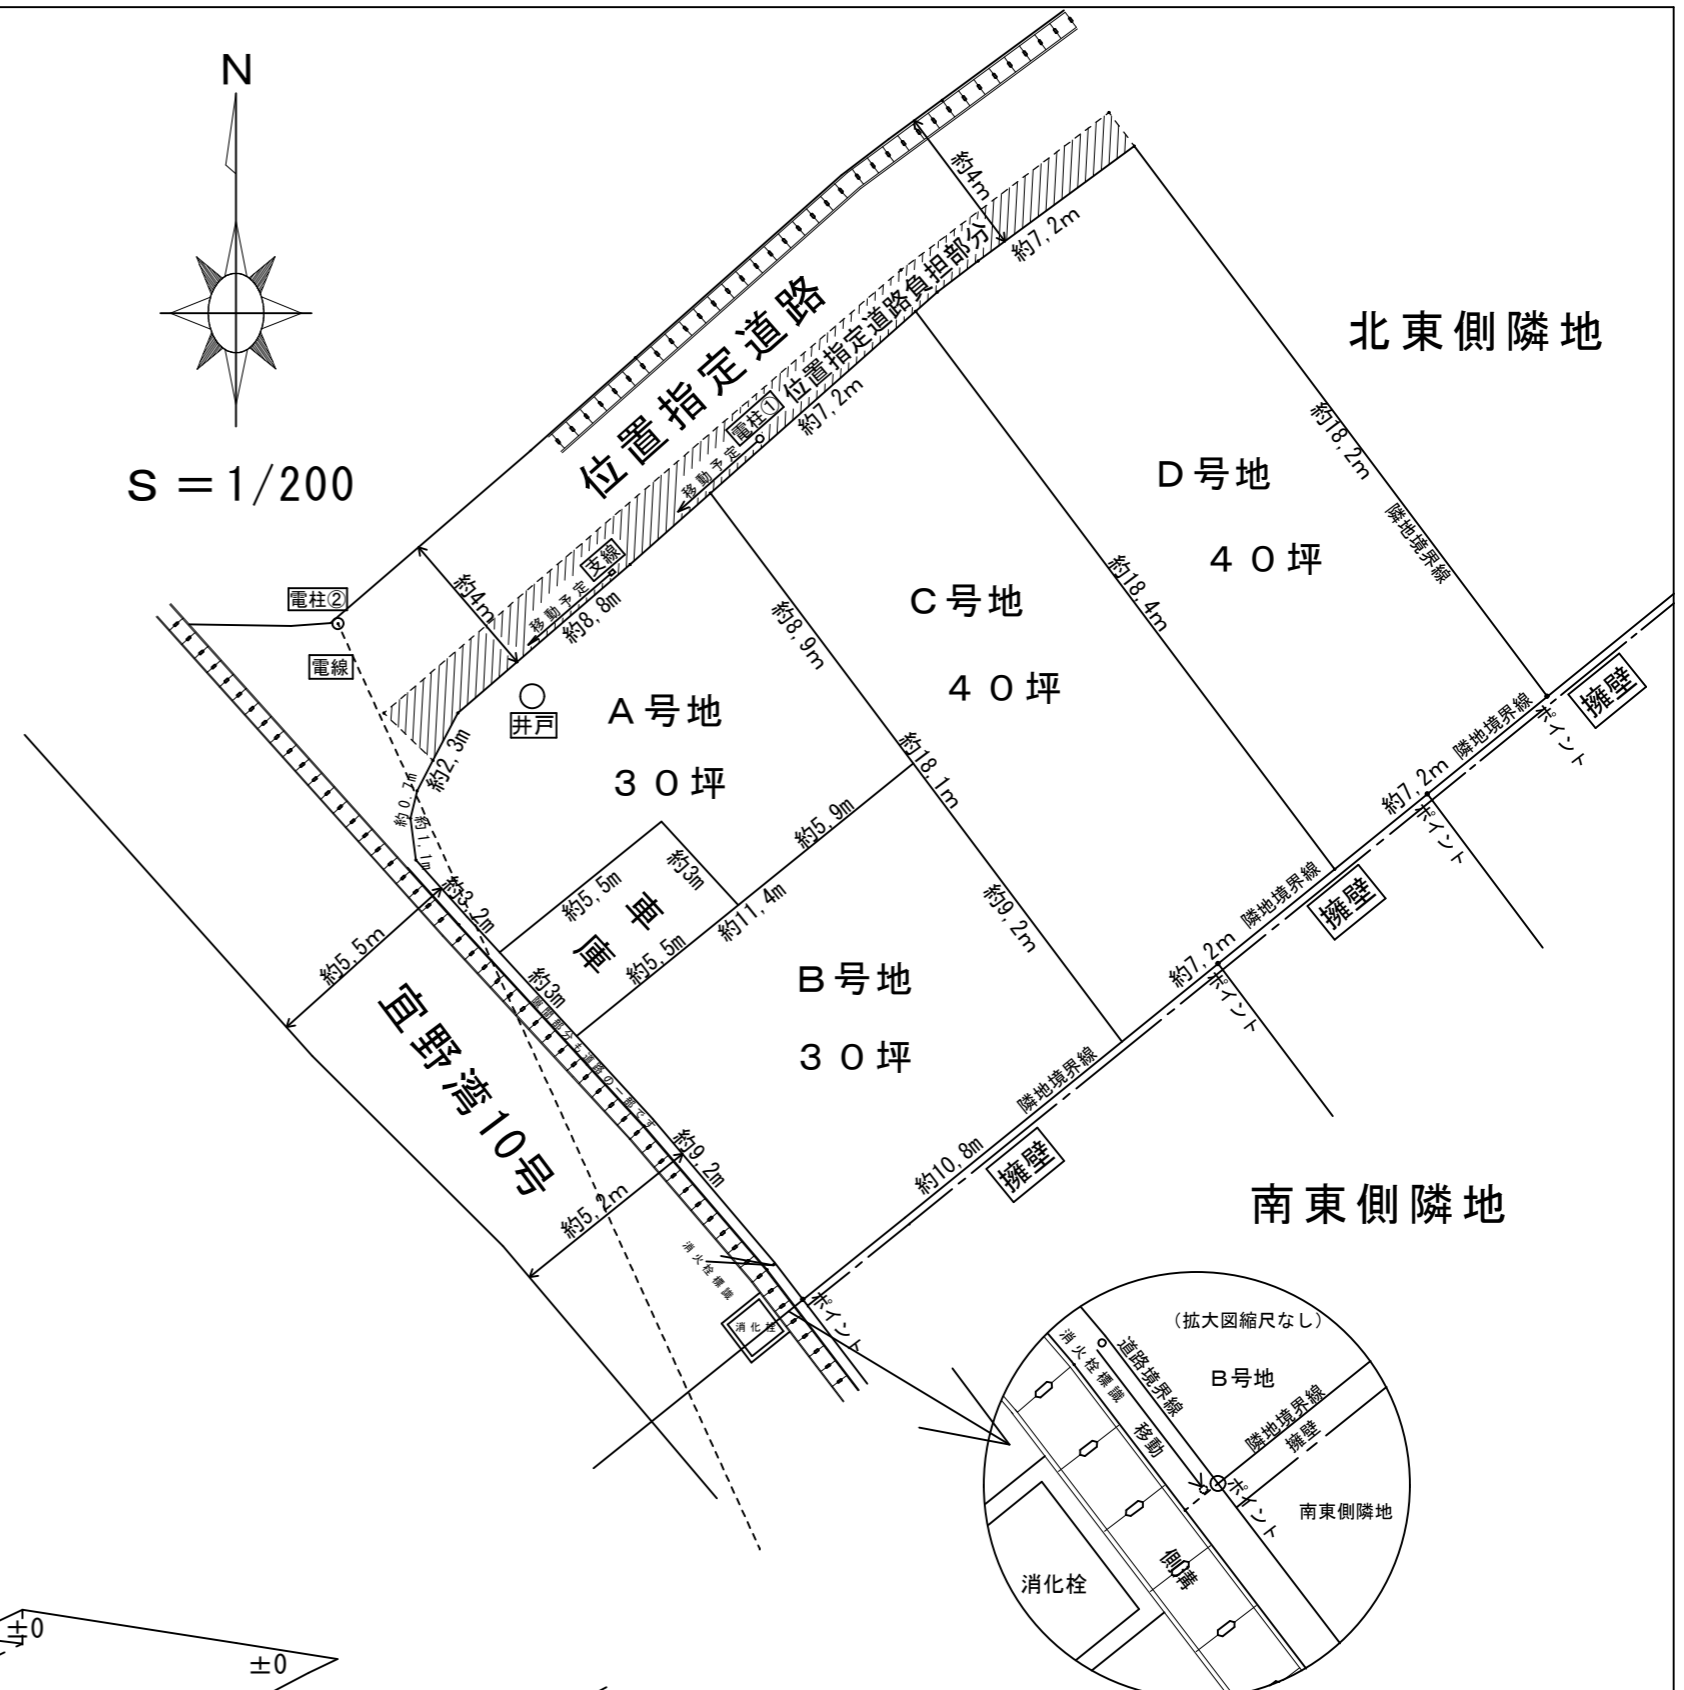 N
S＝1/200
位置指定道路
位置指定道路負担部分
約4m
約7,2m
北東側隣地
電柱①
移動予定
約7,2m
支線
移動予定
約8,8m
約4m
電柱②
電線
井戸
A号地
30坪
約8,9m
約18,1m
C号地
40坪
約18,4m
D号地
40坪
約18,2m
隣地境界線
擁壁
ポイント
隣地境界線
約7,2m
ポイント
約2,3m
約0,7m
約1,1m
約3,2m
約5,5m
約5,5m
約3m
車庫
約5,9m
約11,4m
約5,5m
約3m
隙間部分も道路の一部です
宜野湾10号
B号地
30坪
約9,2m
擁壁
隣地境界線
約7,2m
ポイント
隣地境界線
約10,8m
擁壁
約9,2m
約5,2m
消火栓標識
消化栓
ポイント
南東側隣地
(拡大図縮尺なし)
消火栓標識
道路境界線
B号地
移動
隣地境界線
擁壁
ポイント
南東側隣地
側溝
消化栓
±0
±0